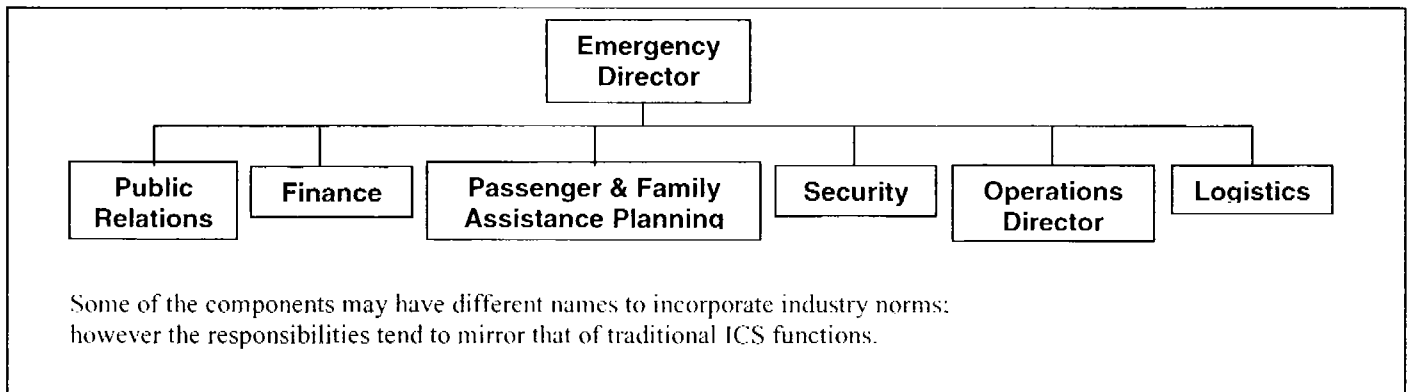 Emergency
Director
Public
Relations
Finance
Passenger & Family
Assistance Planning
Security
Operations
Director
Logistics
Some of the components may have different names to incorporate industry norms;
however the responsibilities tend to mirror that of traditional ICS functions.